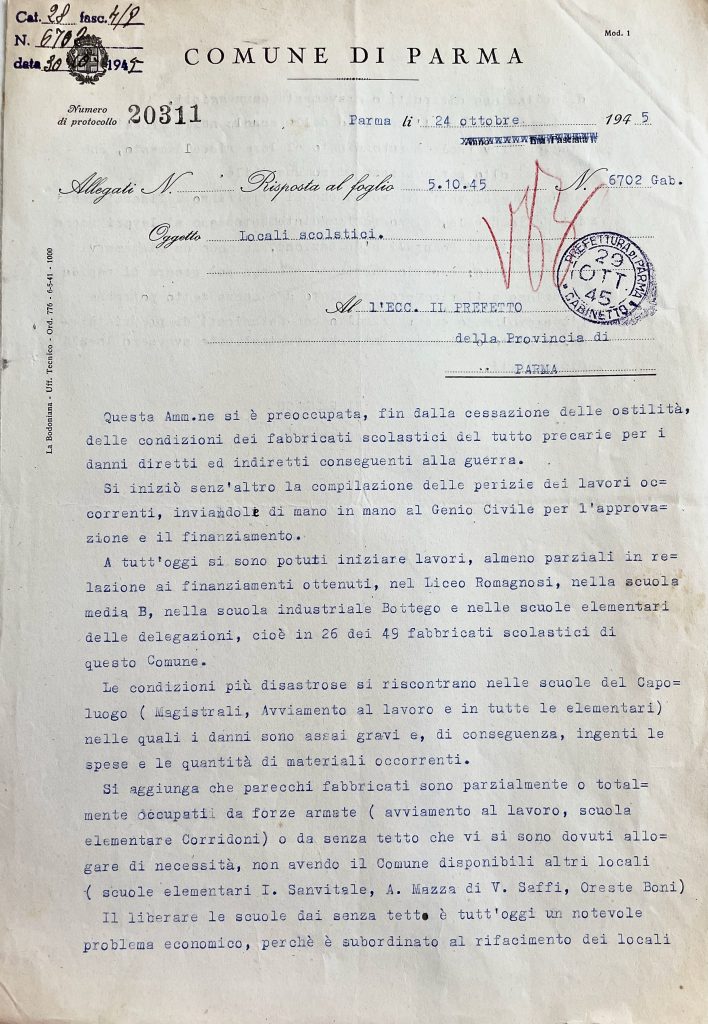 Cat. 28 fasc. 4/8
N. 6702
data 30 1945
Mod. 1
COMUNE DI PARMA
Numero
di protocollo 20311
Parma li 24 ottobre 1945
Anno Era Fascista
Allegati N. Risposta al foglio 5.10.45 N. 6702 Gab.
Oggetto Locali scolstici.
PREFETTURA DI PARMA
29
OTT.
45
GABINETTO
Al l'ECC. IL PREFETTO
della Provincia di
PARMA
La Bodoniana - Uff. Tecnico - Ord. 776 - 6-5-41 - 1000
Questa Amm.ne si è preoccupata, fin dalla cessazione delle ostilità,
delle condizioni dei fabbricati scolastici del tutto precarie per i
danni diretti ed indiretti conseguenti alla guerra.
Si iniziò senz'altro la compilazione delle perizie dei lavori oc=
correnti, inviandole di mano in mano al Genio Civile per l'approva=
zione e il finanziamento.
A tutt'oggi si sono potuti iniziare lavori, almeno parziali in re=
lazione ai finanziamenti ottenuti, nel Liceo Romagnosi, nella scuola
media B, nella scuola industriale Bottego e nelle scuole elementari
delle delegazioni, cioè in 26 dei 49 fabbricati scolastici di
questo Comune.
Le condizioni più disastrose si riscontrano nelle scuole del Capo=
luogo ( Magistrali, Avviamento al lavoro e in tutte le elementari)
nelle quali i danni sono assai gravi e, di conseguenza, ingenti le
spese e le quantità di materiali occorrenti.
Si aggiunga che parecchi fabbricati sono parzialmente o total=
mente occupati da forze armate ( avviamento al lavoro, scuola
elementare Corridoni) o da senza tetto che vi si sono dovuti allo=
gare di necessità, non avendo il Comune disponibili altri locali
( scuole elementari I. Sanvitale, A. Mazza di V. Saffi, Oreste Boni)
Il liberare le scuole dai senza tetto è tutt'oggi un notevole
problema economico, perchè è subordinato al rifacimento dei locali